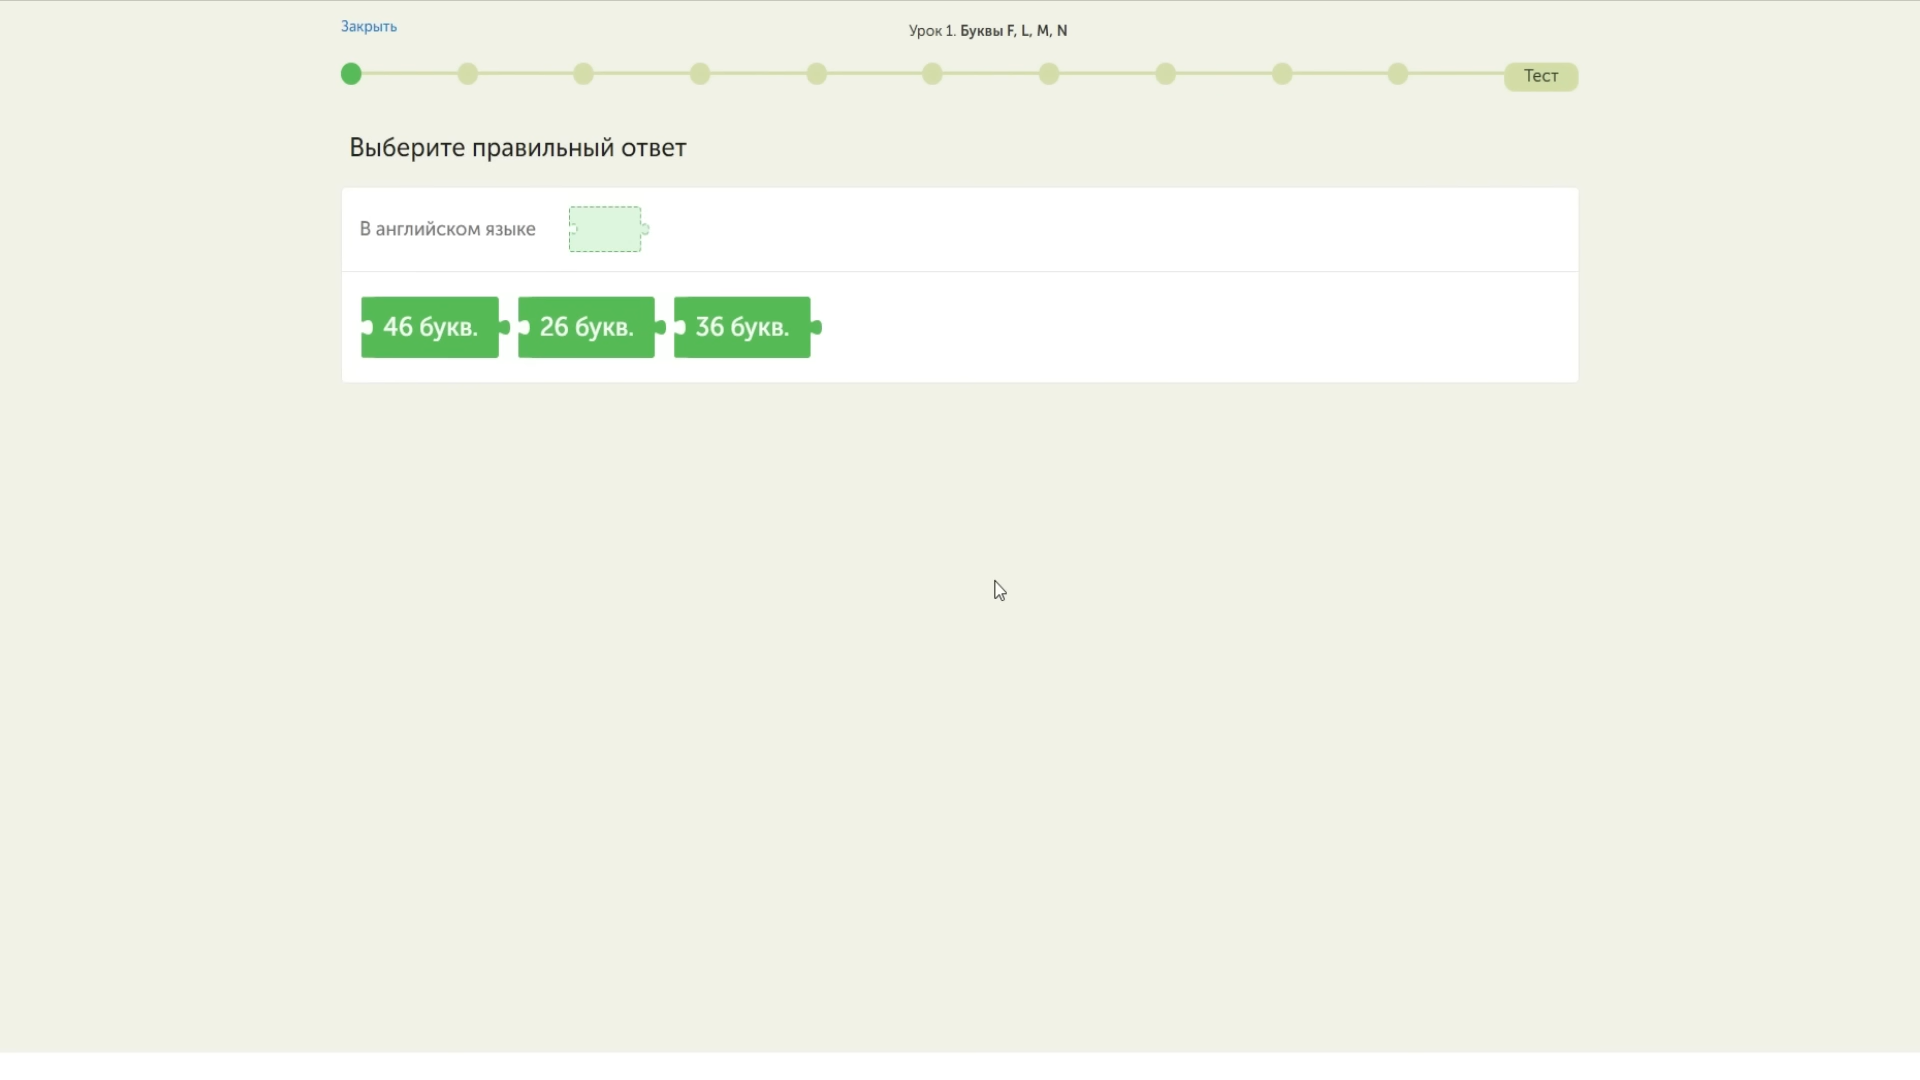 Закрыть
Урок 1. Буквы F, L, M, N
Тест
Выберите правильный ответ
В английском языке
46 букв. 26 букв. 36 букв.